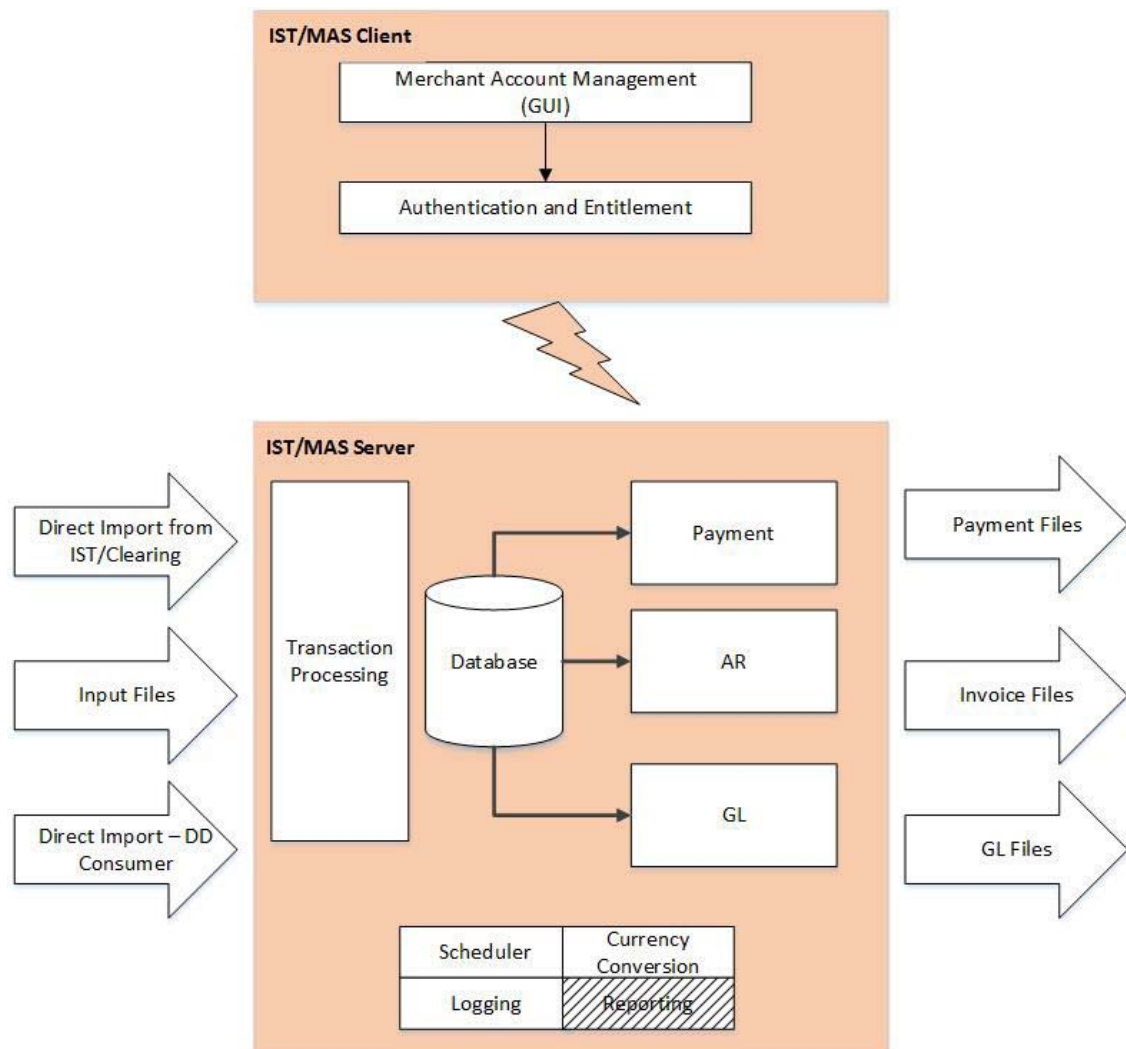 IST/MAS Client
Merchant Account Management
(GUI)
Authentication and Entitlement
IST/MAS Server
Direct Import from
IST/Clearing
Input Files
Direct Import – DD
Consumer
Transaction
Processing
Database
Payment
AR
GL
Payment Files
Invoice Files
GL Files
Scheduler
Currency
Conversion
Logging
Reporting